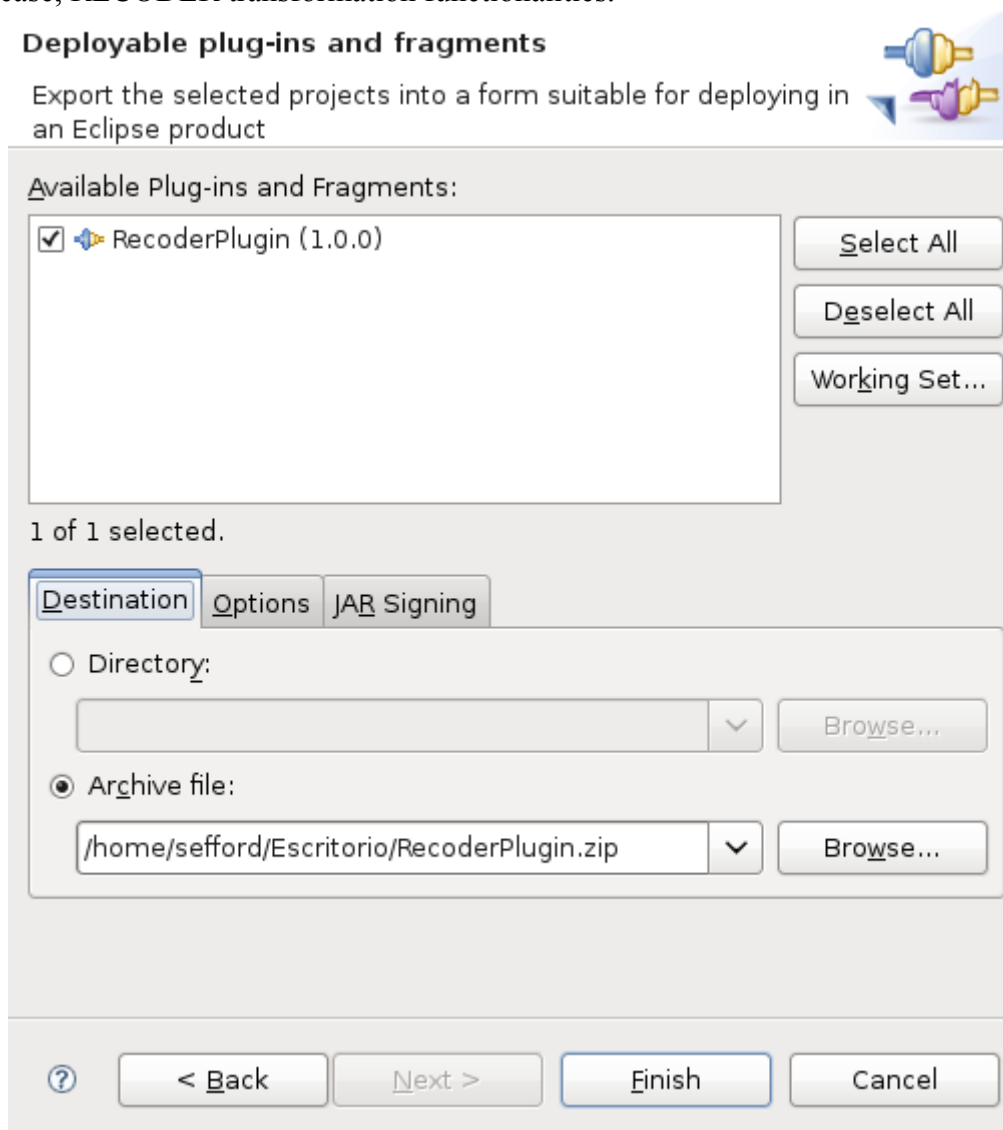 case, RECODER transformation functionalities.
Deployable plug-ins and fragments
Export the selected projects into a form suitable for deploying in
an Eclipse product
Available Plug-ins and Fragments:
RecoderPlugin (1.0.0)
Select All
Deselect All
Working Set...
1 of 1 selected.
Destination Options JAR Signing
Directory:
Browse...
Archive file:
/home/sefford/Escritorio/RecoderPlugin.zip Browse...
< Back Next > Finish Cancel